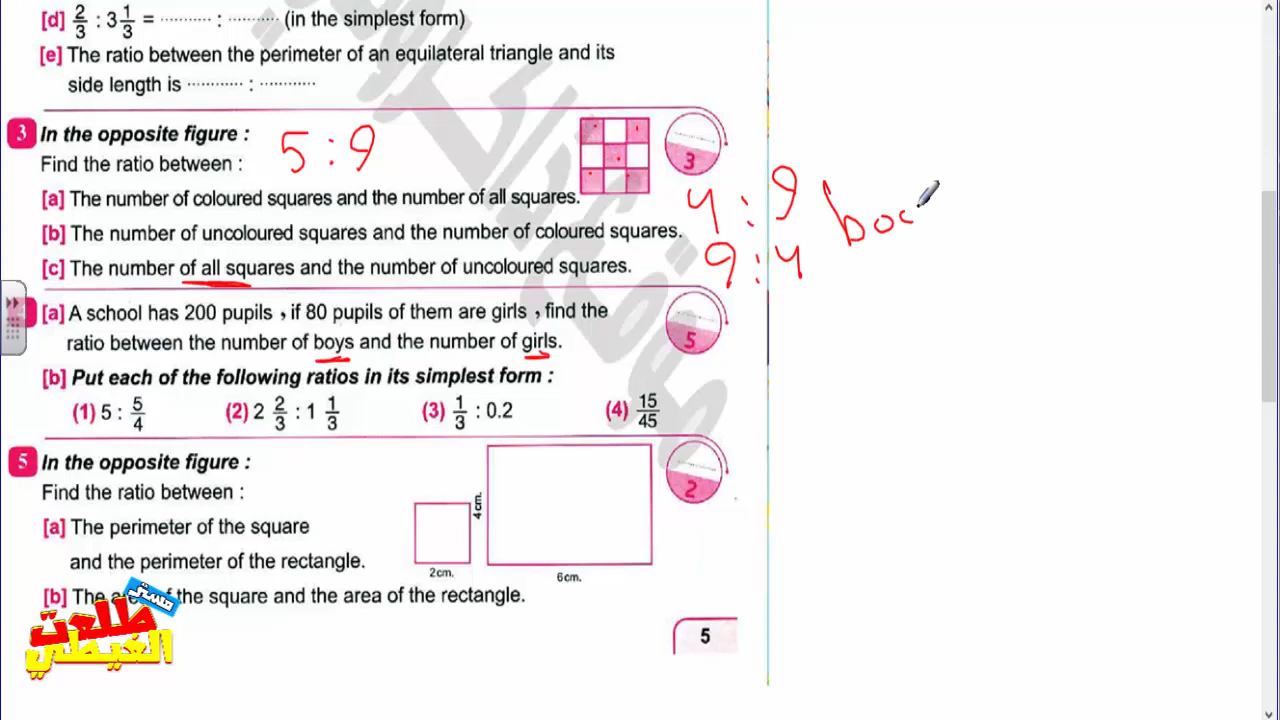 [d] 2/3 : 3 1/3 = ........... : ........... (in the simplest form)
[e] The ratio between the perimeter of an equilateral triangle and its
side length is ........... : ...........
3 In the opposite figure :
5 : 9
3
Find the ratio between :
[a] The number of coloured squares and the number of all squares.
4 : 9
[b] The number of uncoloured squares and the number of coloured squares.
[c] The number of all squares and the number of uncoloured squares.
9 : 4
[a] A school has 200 pupils , if 80 pupils of them are girls , find the
ratio between the number of boys and the number of girls.
5
[b] Put each of the following ratios in its simplest form :
(1) 5 : 5/4 (2) 2 2/3 : 1 1/3 (3) 1/3 : 0.2 (4) 15/45
5 In the opposite figure :
2
Find the ratio between :
[a] The perimeter of the square
and the perimeter of the rectangle.
4cm.
2cm.
6cm.
[b] The area of the square and the area of the rectangle.
مستر
طلعت
الغيطي
5